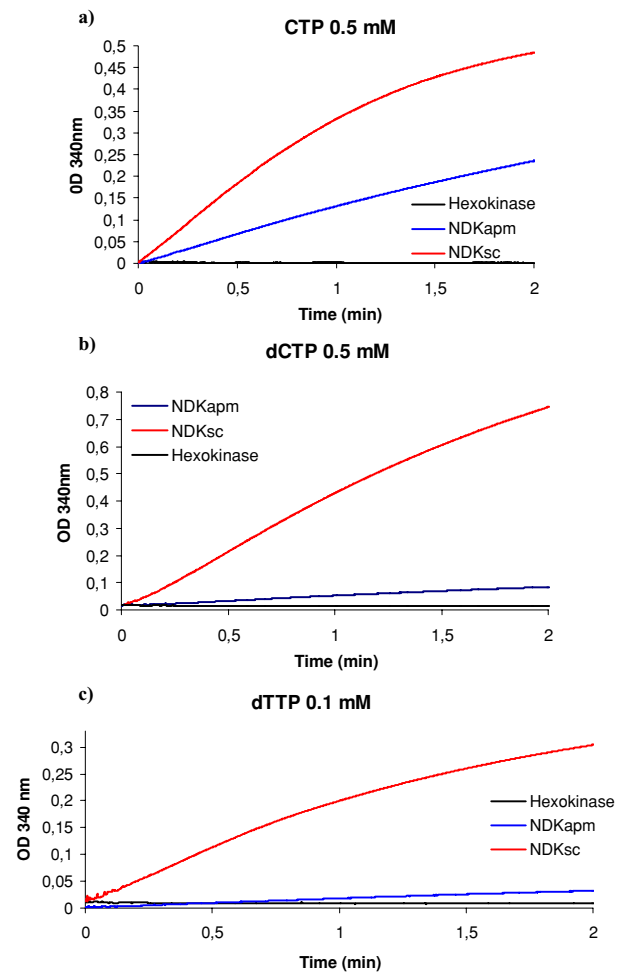 a)
CTP 0.5 mM
0,5
0,45
0,4
0,35
0,3
0,25
0,2
0,15
0,1
0,05
0
0D 340nm
Hexokinase
NDKapm
NDKsc
0 0,5 1 1,5 2
Time (min)
b)
dCTP 0.5 mM
0,8
0,7
0,6
0,5
0,4
0,3
0,2
0,1
0
OD 340nm
NDKapm
NDKsc
Hexokinase
0 0,5 1 1,5 2
Time (min)
c)
dTTP 0.1 mM
0,3
0,25
0,2
0,15
0,1
0,05
0
OD 340 nm
Hexokinase
NDKapm
NDKsc
0 0,5 1 1,5 2
Time (min)